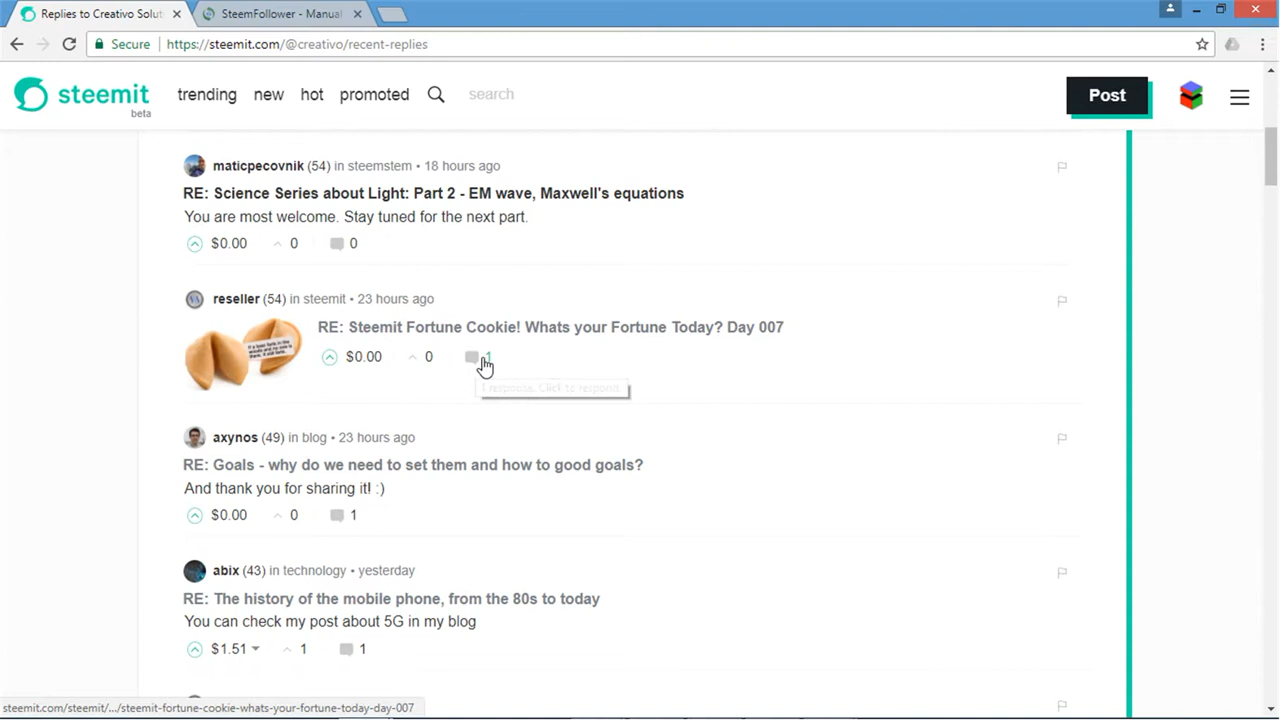 Replies to Creativo Solut
SteemFollower - Manual
Secure
https://steemit.com/@creativo/recent-replies
steemit
beta
trending new hot promoted search
Post
maticpecovnik (54) in steemstem • 18 hours ago
RE: Science Series about Light: Part 2 - EM wave, Maxwell's equations
You are most welcome. Stay tuned for the next part.
$0.00 0 0
reseller (54) in steemit • 23 hours ago
RE: Steemit Fortune Cookie! Whats your Fortune Today? Day 007
$0.00 0 1
1 response. Click to respond.
axynos (49) in blog • 23 hours ago
RE: Goals - why do we need to set them and how to good goals?
And thank you for sharing it! :)
$0.00 0 1
abix (43) in technology • yesterday
RE: The history of the mobile phone, from the 80s to today
You can check my post about 5G in my blog
$1.51 1 1
steemit.com/steemit/.../steemit-fortune-cookie-whats-your-fortune-today-day-007